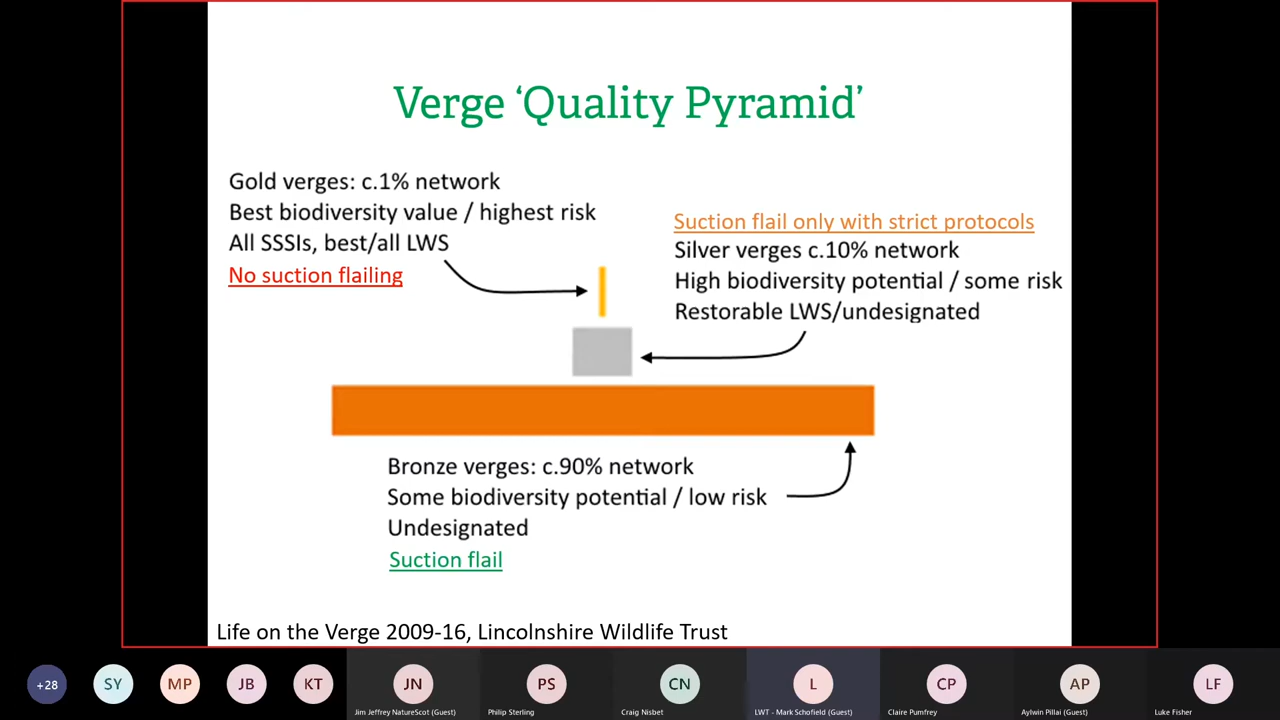 Verge ‘Quality Pyramid’
Gold verges: c.1% network
Best biodiversity value / highest risk
All SSSIs, best/all LWS
No suction flailing
Suction flail only with strict protocols
Silver verges c.10% network
High biodiversity potential / some risk
Restorable LWS/undesignated
Bronze verges: c.90% network
Some biodiversity potential / low risk
Undesignated
Suction flail
Life on the Verge 2009-16, Lincolnshire Wildlife Trust
+28
SY
MP
JB
KT
JN
PS
CN
L
CP
AP
LF
Jim Jeffrey NatureScot (Guest)
Philip Sterling
Craig Nisbet
LWT - Mark Schofield (Guest)
Claire Pumfrey
Aylwin Pillai (Guest)
Luke Fisher